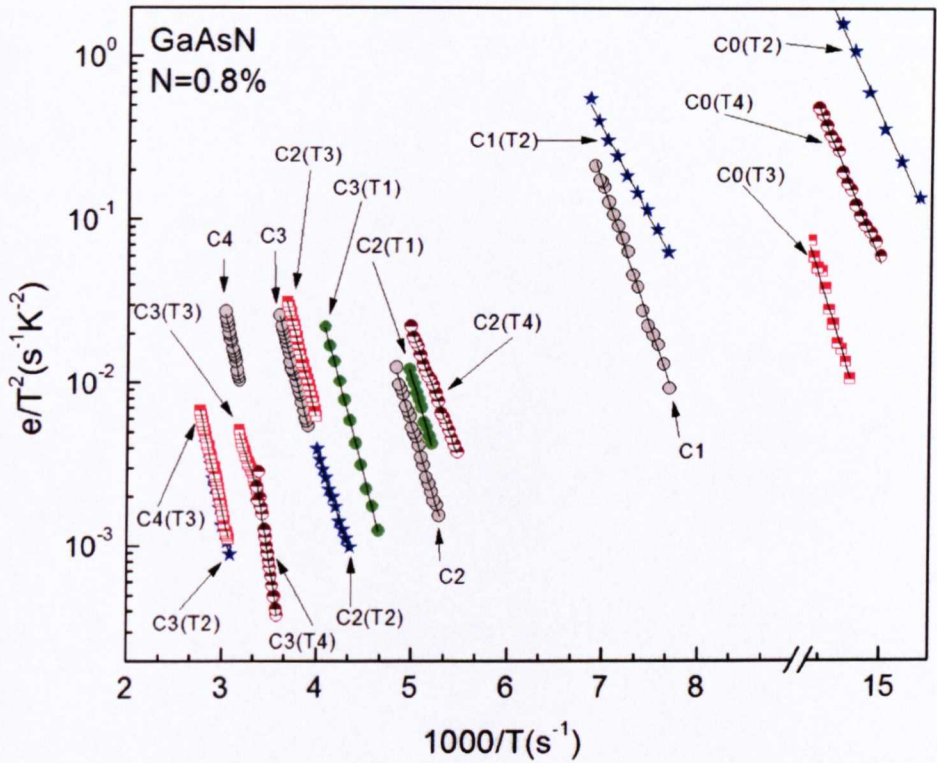 GaAsN
N=0.8%
C0(T2)
C0(T4)
C1(T2)
C2(T3)
C0(T3)
C3(T1)
C4
C3
C2(T1)
C3(T3)
C2(T4)
C1
C4(T3)
C2
C3(T2)
C3(T4)
C2(T2)
10⁰
10⁻¹
10⁻²
10⁻³
e/T²(s⁻¹K⁻²)
2 3 4 5 6 7 8 15
1000/T(s⁻¹)